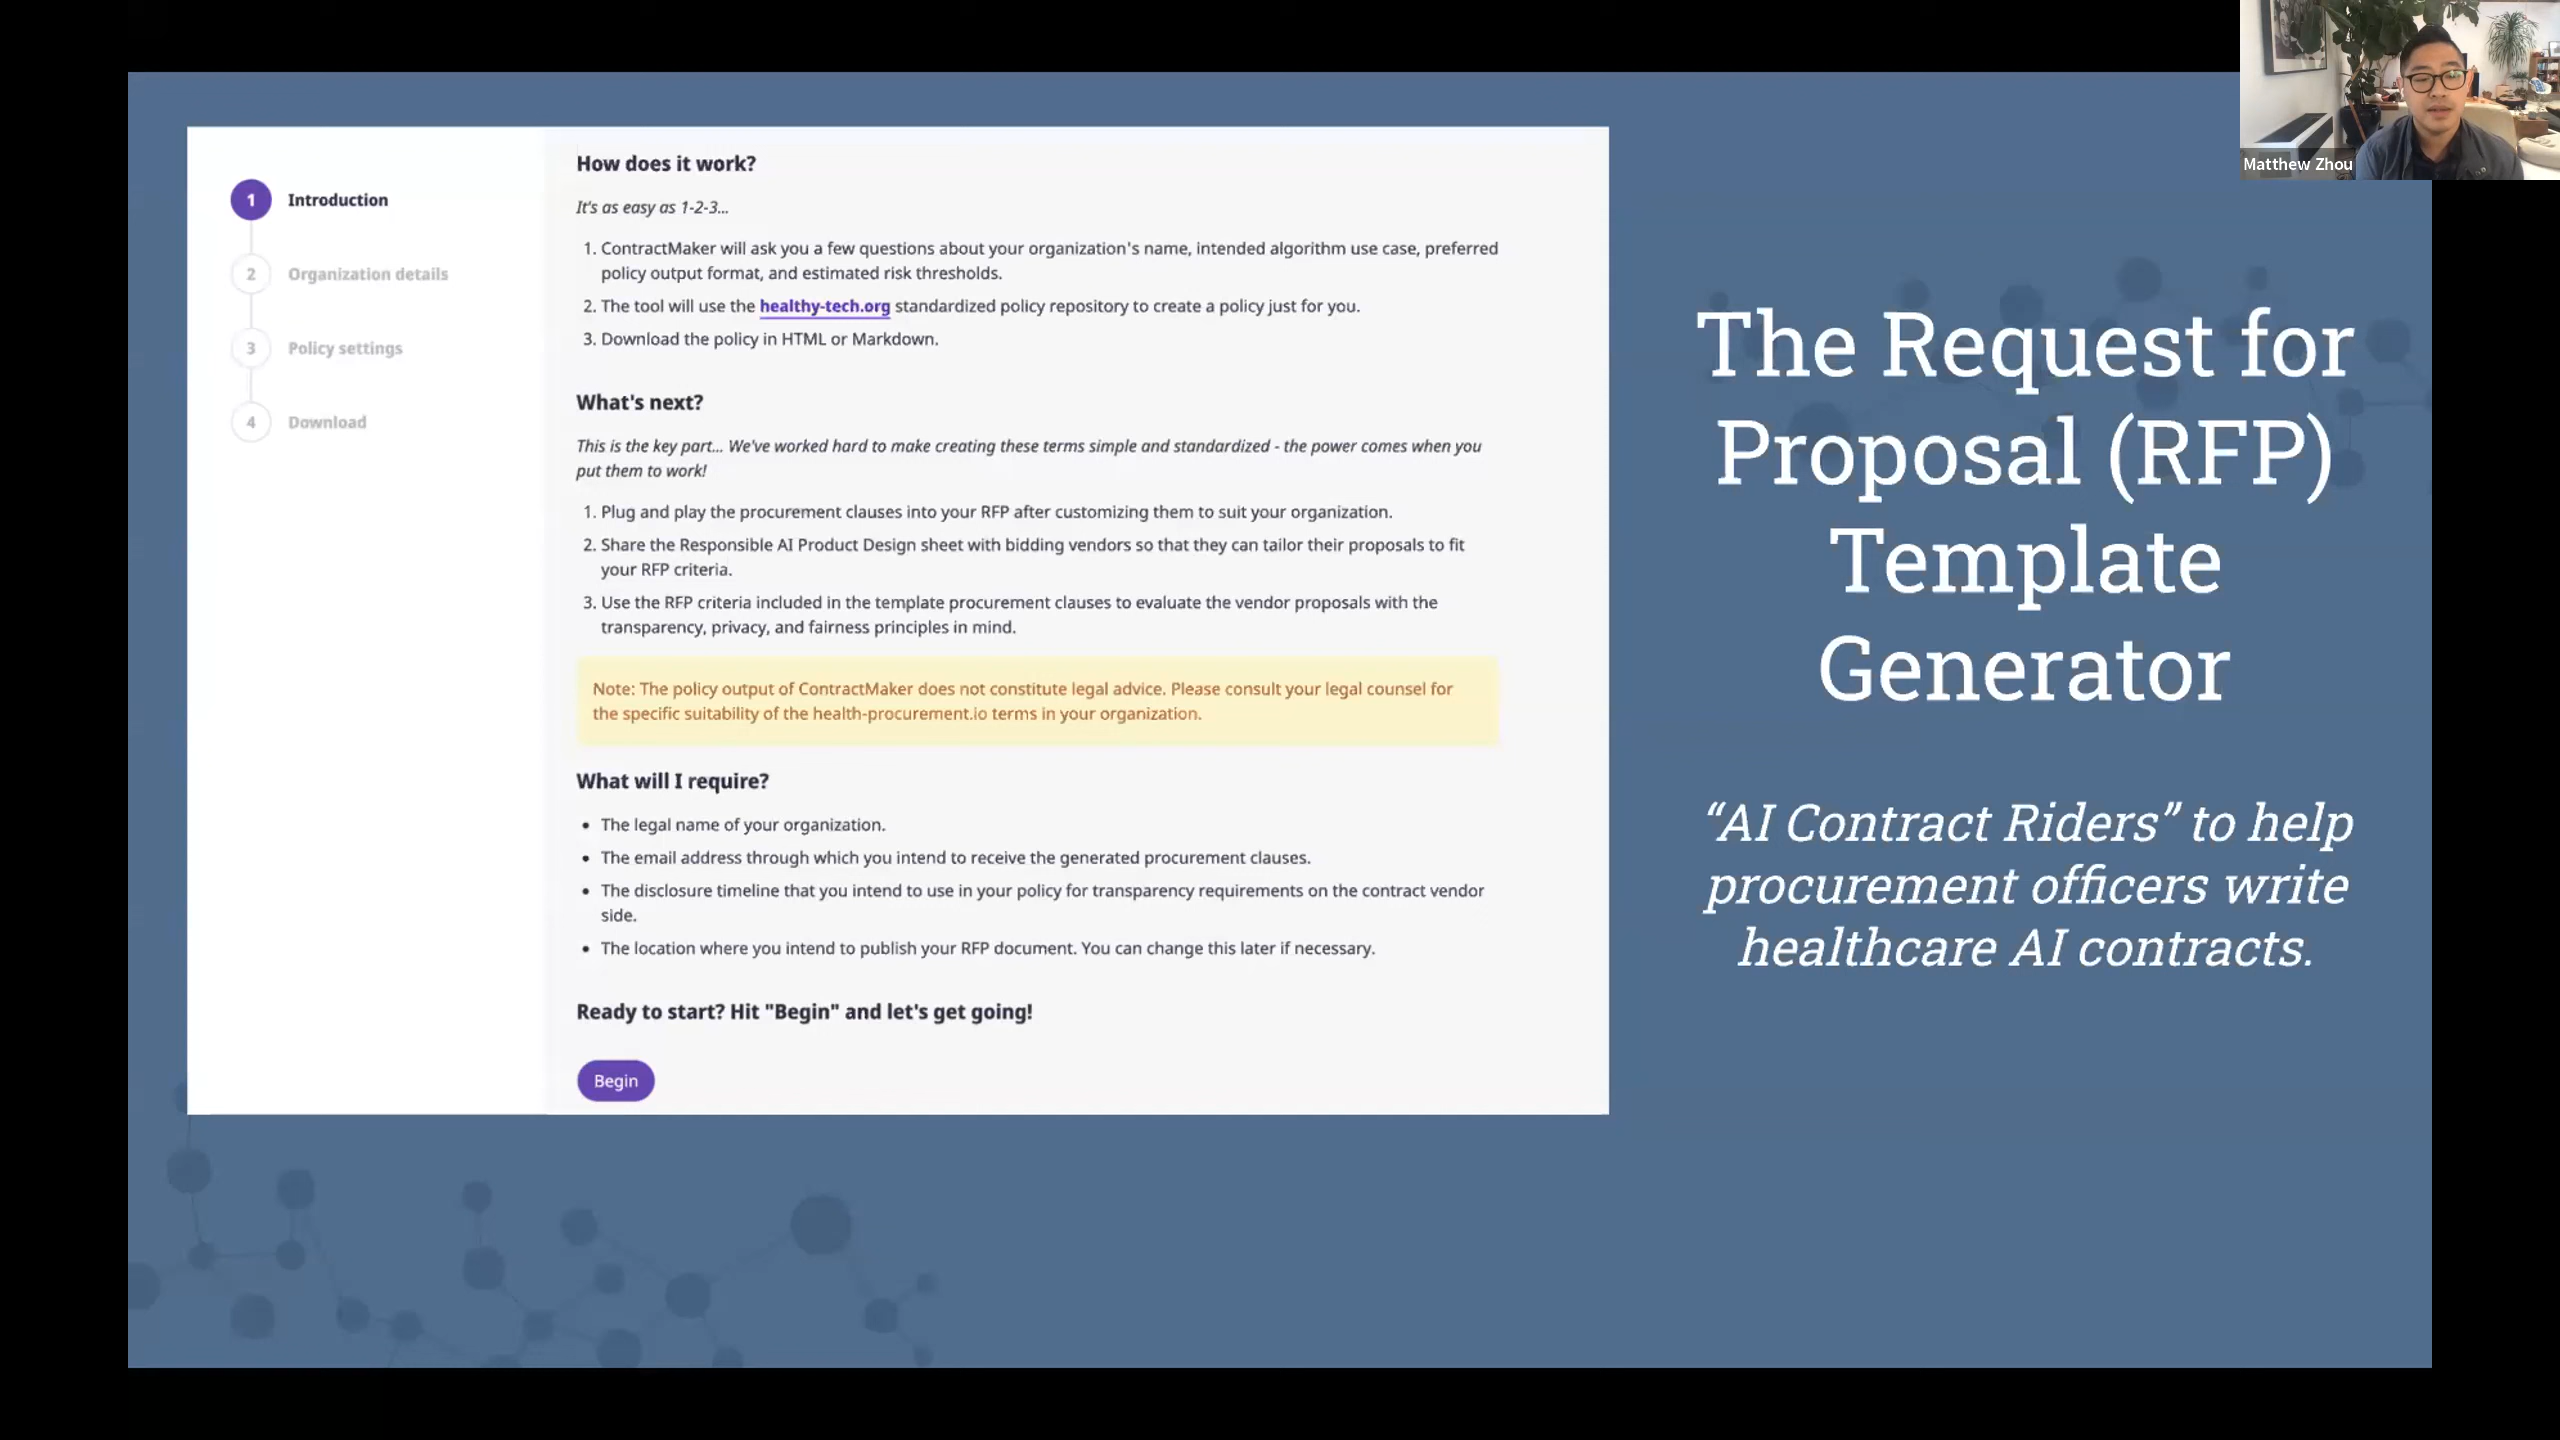 1 Introduction
2 Organization details
3 Policy settings
4 Download
How does it work?
It's as easy as 1-2-3...
1. ContractMaker will ask you a few questions about your organization's name, intended algorithm use case, preferred
policy output format, and estimated risk thresholds.
2. The tool will use the healthy-tech.org standardized policy repository to create a policy just for you.
3. Download the policy in HTML or Markdown.
What's next?
This is the key part... We've worked hard to make creating these terms simple and standardized - the power comes when you
put them to work!
1. Plug and play the procurement clauses into your RFP after customizing them to suit your organization.
2. Share the Responsible AI Product Design sheet with bidding vendors so that they can tailor their proposals to fit
your RFP criteria.
3. Use the RFP criteria included in the template procurement clauses to evaluate the vendor proposals with the
transparency, privacy, and fairness principles in mind.
Note: The policy output of ContractMaker does not constitute legal advice. Please consult your legal counsel for
the specific suitability of the health-procurement.io terms in your organization.
What will I require?
• The legal name of your organization.
• The email address through which you intend to receive the generated procurement clauses.
• The disclosure timeline that you intend to use in your policy for transparency requirements on the contract vendor
side.
• The location where you intend to publish your RFP document. You can change this later if necessary.
Ready to start? Hit "Begin" and let's get going!
Begin
The Request for
Proposal (RFP)
Template
Generator
“AI Contract Riders” to help
procurement officers write
healthcare AI contracts.
Matthew Zhou